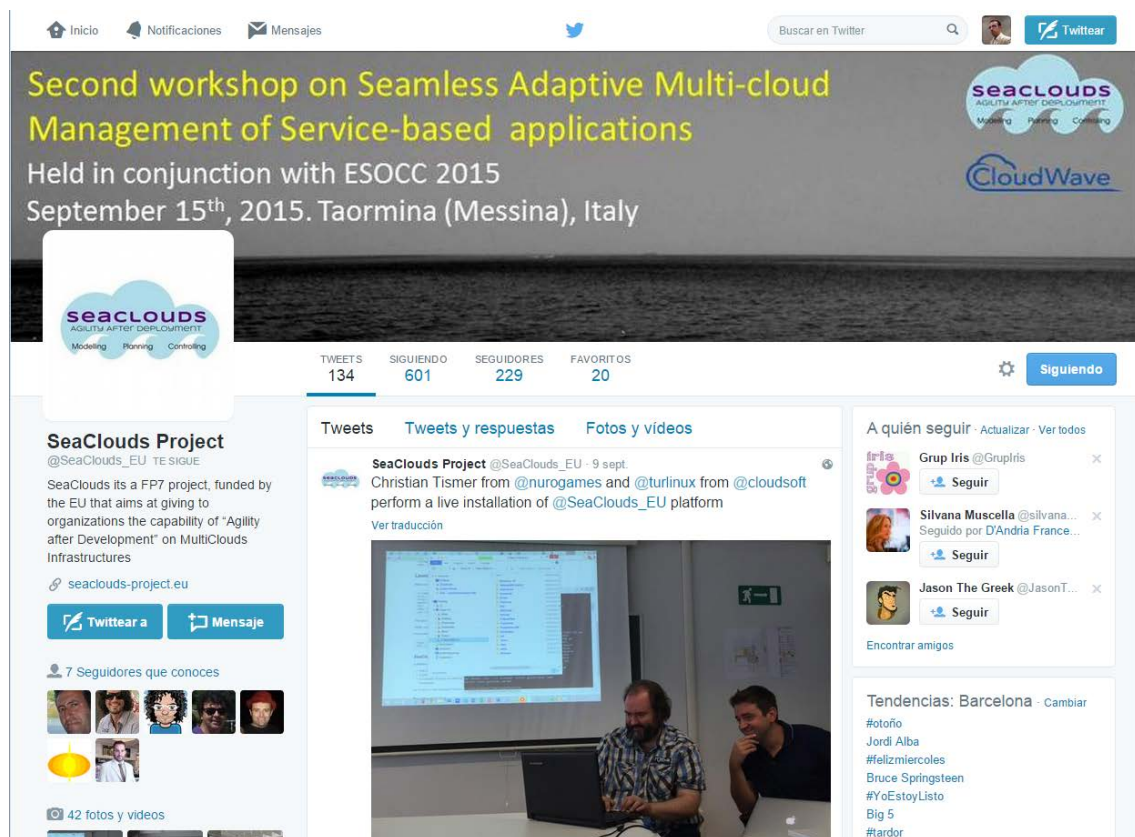 Inicio
Notificaciones
Mensajes
Buscar en Twitter
Twittear
Second workshop on Seamless Adaptive Multi-cloud
Management of Service-based applications
Held in conjunction with ESOCC 2015
September 15th, 2015. Taormina (Messina), Italy
seaclouds
AGILITY AFTER DEPLOYMENT
Modelling Planning Controlling
CloudWave
seaclouds
AGILITY AFTER DEPLOYMENT
Modelling Planning Controlling
TWEETS
134
SIGUIENDO
601
SEGUIDORES
229
FAVORITOS
20
Siguiendo
SeaClouds Project
@SeaClouds_EU TE SIGUE
SeaClouds its a FP7 project, funded by
the EU that aims at giving to
organizations the capability of “Agility
after Development” on MultiClouds
Infrastructures
seaclouds-project.eu
Twittear a
Mensaje
7 Seguidores que conoces
42 fotos y videos
Tweets Tweets y respuestas Fotos y vídeos
seaclouds
SeaClouds Project @SeaClouds_EU · 9 sept.
Christian Tismer from @nurogames and @turlinux from @cloudsoft
perform a live installation of @SeaClouds_EU platform
Ver traducción
A quién seguir · Actualizar · Ver todos
iris
grup
Grup Iris @GrupIris
Seguir
Silvana Muscella @silvana...
Seguido por D'Andria France...
Seguir
Jason The Greek @JasonT...
Seguir
Encontrar amigos
Tendencias: Barcelona · Cambiar
#otoño
Jordi Alba
#felizmiercoles
Bruce Springsteen
#YoEstoyListo
Big 5
#tardor